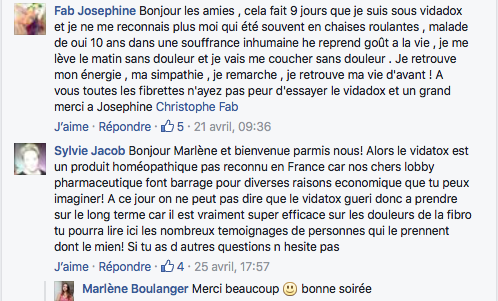 Fab Josephine Bonjour les amies , cela fait 9 jours que je suis sous vidadox
et je ne me reconnais plus moi qui été souvent en chaises roulantes , malade
de oui 10 ans dans une souffrance inhumaine he reprend goût a la vie , je me
lève le matin sans douleur et je vais me coucher sans douleur . Je retrouve
mon énergie , ma simpathie , je remarche , je retrouve ma vie d'avant ! A
vous toutes les fibrettes n'ayez pas peur d'essayer le vidadox et un grand
merci a Josephine Christophe Fab
J'aime · Répondre · 5 · 21 avril, 09:36
Sylvie Jacob Bonjour Marlène et bienvenue parmis nous! Alors le vidatox est
un produit homéopathique pas reconnu en France car nos chers lobby
pharmaceutique font barrage pour diverses raisons economique que tu peux
imaginer! A ce jour on ne peut pas dire que le vidatox gueri donc a prendre
sur le long terme car il est vraiment super efficace sur les douleurs de la fibro
tu pourra lire ici les nombreux temoignages de personnes qui le prennent
dont le mien! Si tu as d autres questions n hesite pas
J'aime · Répondre · 4 · 25 avril, 17:57
Marlène Boulanger Merci beaucoup 🙂 bonne soirée